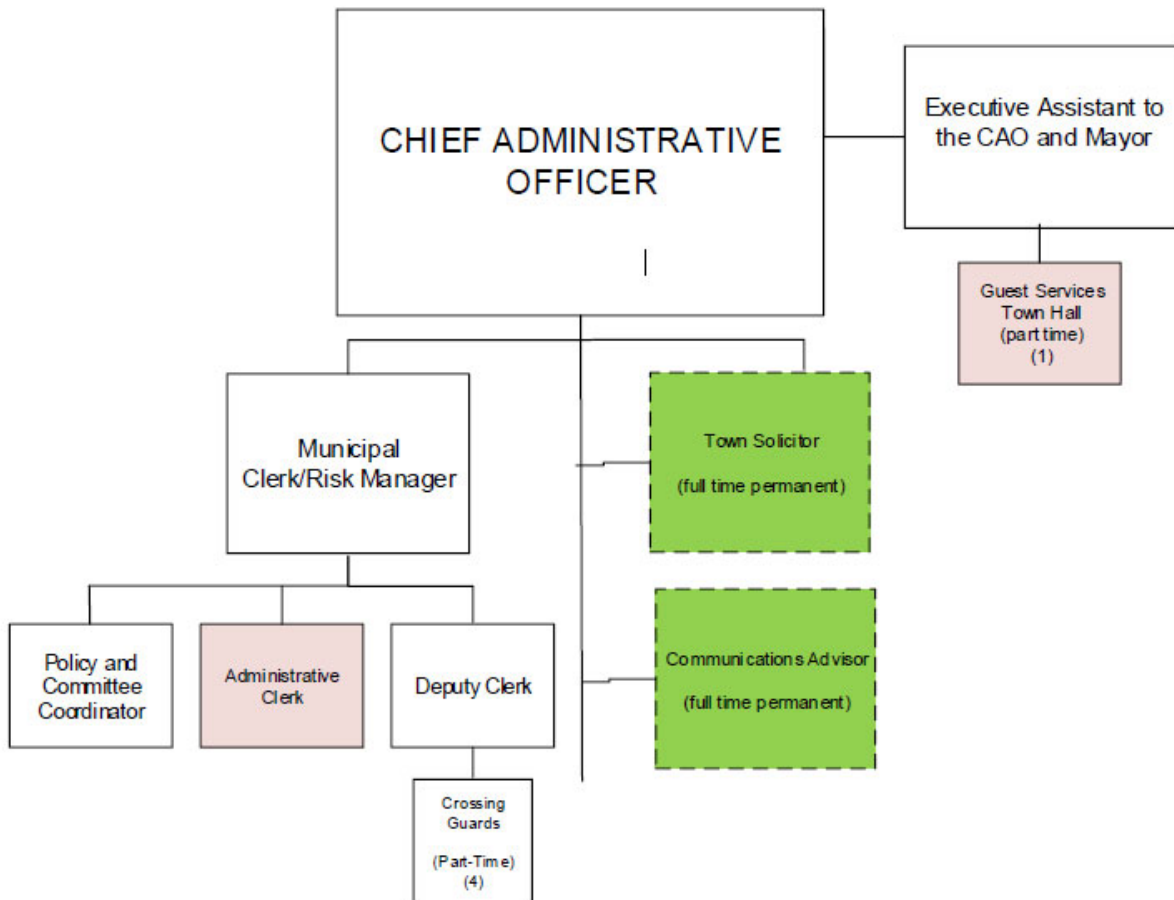 CHIEF ADMINISTRATIVE
OFFICER
Executive Assistant to
the CAO and Mayor
Guest Services
Town Hall
(part time)
(1)
Municipal
Clerk/Risk Manager
Town Solicitor
(full time permanent)
Policy and
Committee
Coordinator
Administrative
Clerk
Deputy Clerk
Communications Advisor
(full time permanent)
Crossing
Guards
(Part-Time)
(4)